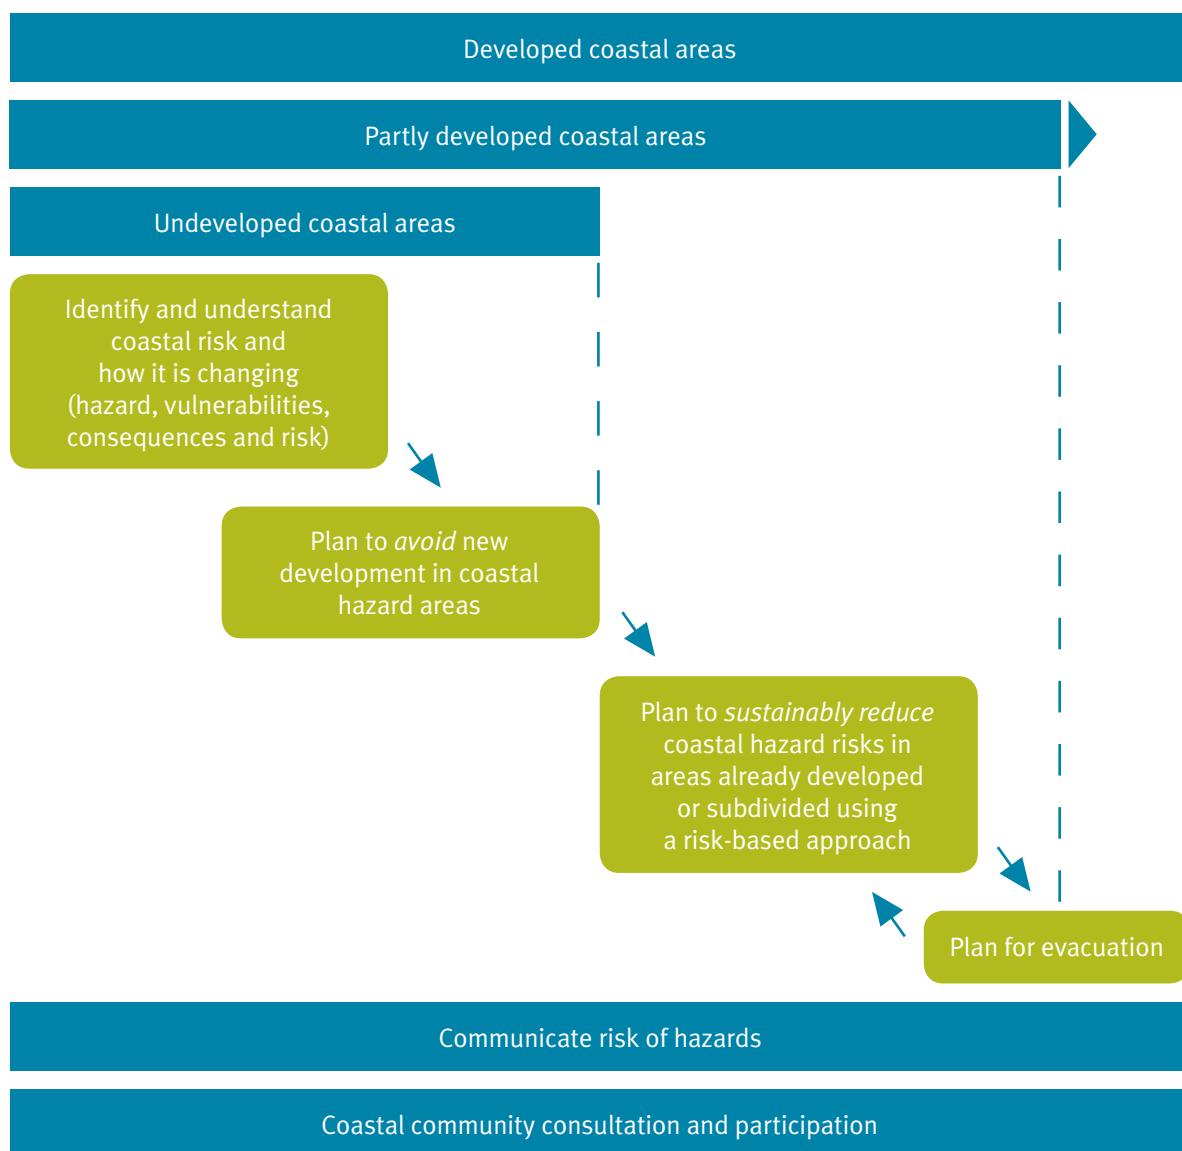 Developed coastal areas
Partly developed coastal areas
Undeveloped coastal areas
Identify and understand
coastal risk and
how it is changing
(hazard, vulnerabilities,
consequences and risk)
Plan to avoid new
development in coastal
hazard areas
Plan to sustainably reduce
coastal hazard risks in
areas already developed
or subdivided using
a risk-based approach
Plan for evacuation
Communicate risk of hazards
Coastal community consultation and participation